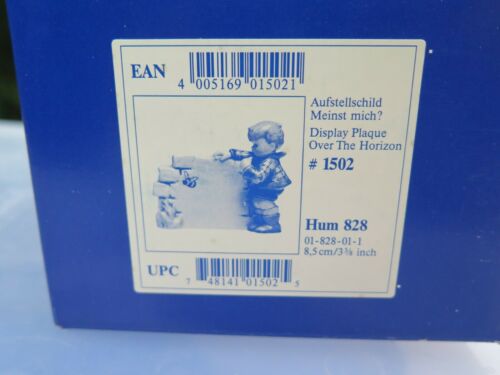 EAN
4 005169 015021
Aufstellschild
Meinst mich?
Display Plaque
Over The Horizon
# 1502
Hum 828
01-828-01-1
8,5 cm/3⅜ inch
UPC
7 48141 01502 5